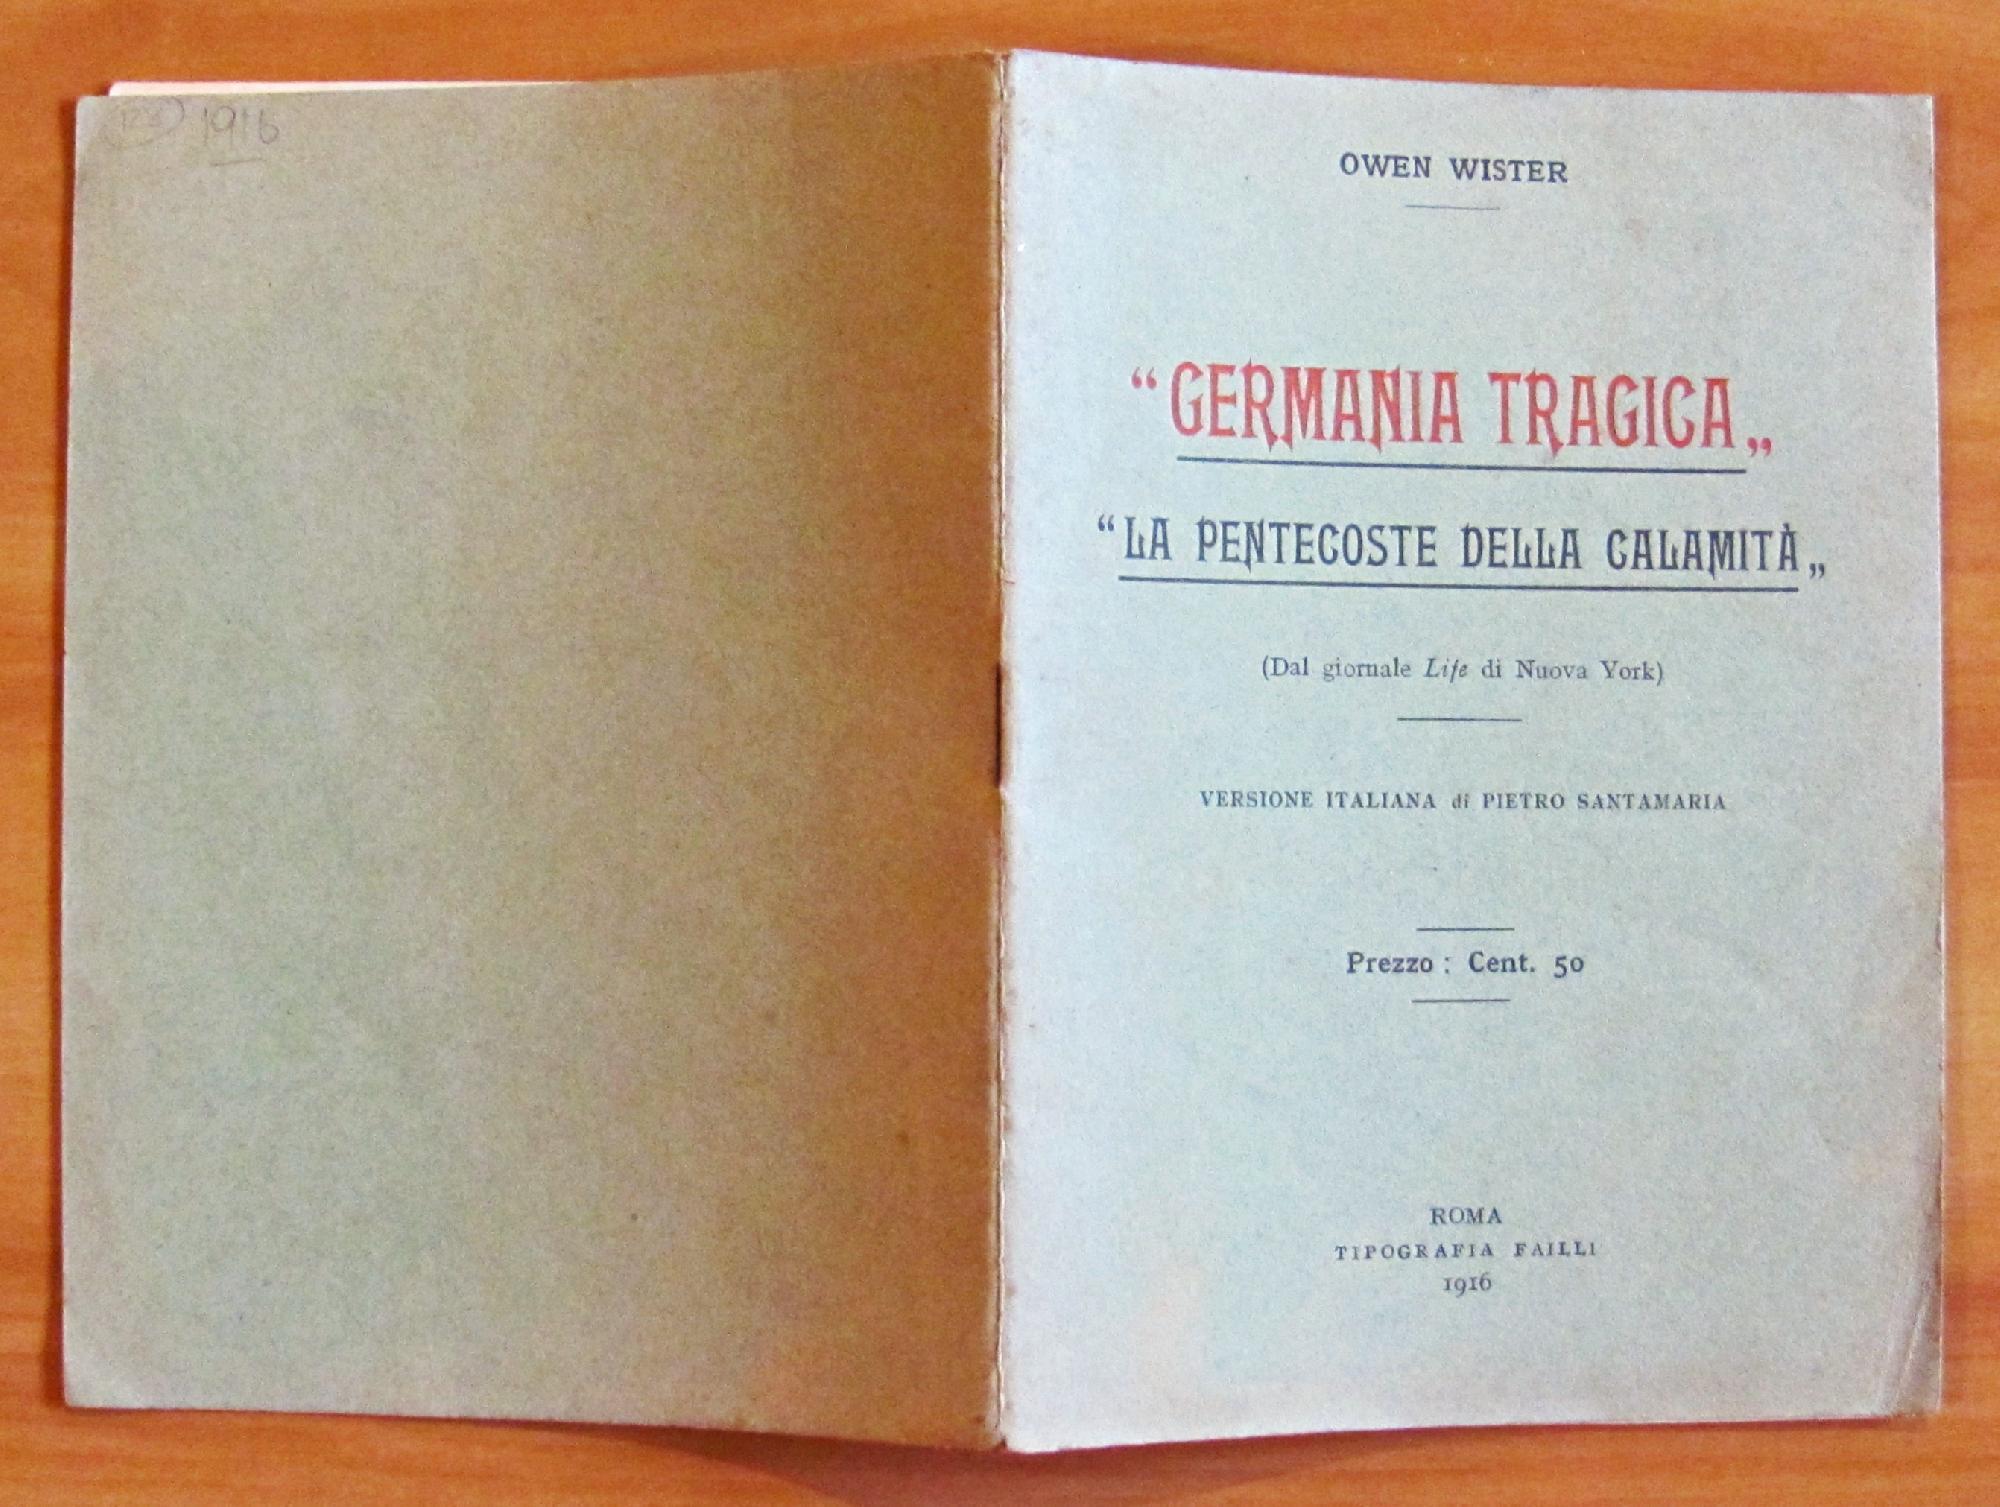 1916
OWEN WISTER
“GERMANIA TRAGICA„
“LA PENTECOSTE DELLA CALAMITÀ„
(Dal giornale Life di Nuova York)
VERSIONE ITALIANA di PIETRO SANTAMARIA
Prezzo : Cent. 50
ROMA
TIPOGRAFIA FAILLI
1916